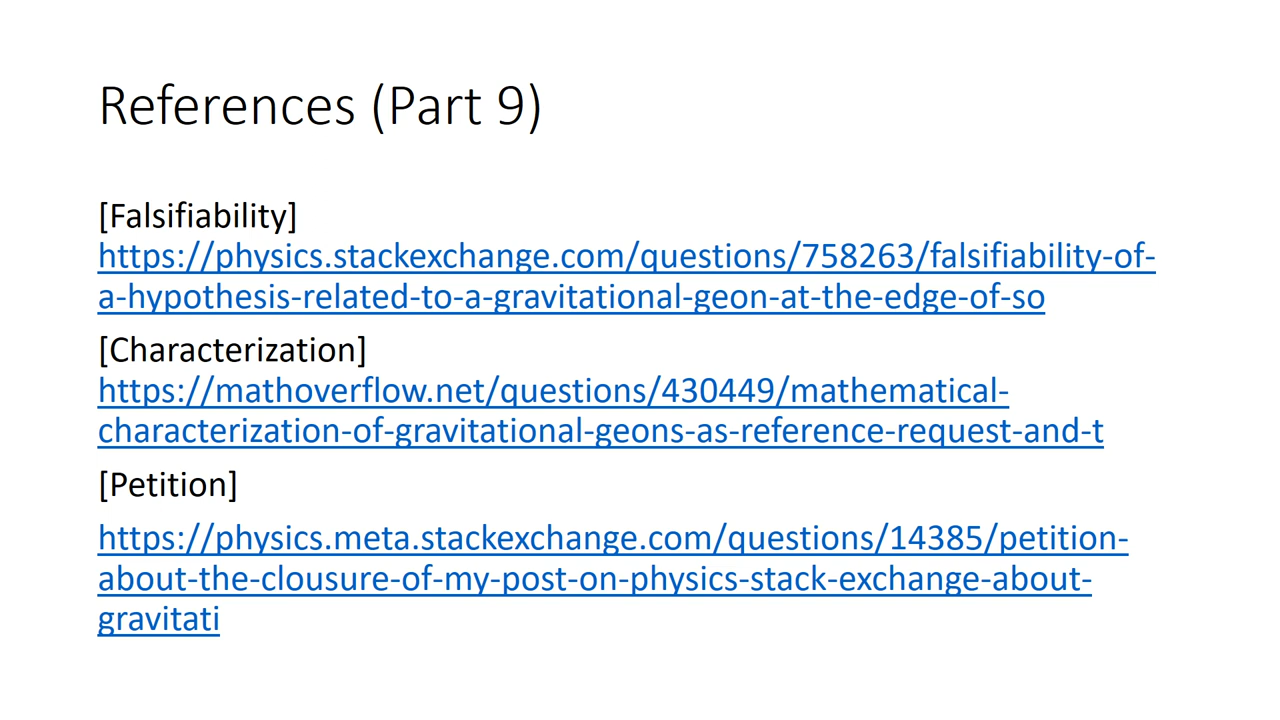 References (Part 9)
[Falsifiability]
https://physics.stackexchange.com/questions/758263/falsifiability-of-
a-hypothesis-related-to-a-gravitational-geon-at-the-edge-of-so
[Characterization]
https://mathoverflow.net/questions/430449/mathematical-
characterization-of-gravitational-geons-as-reference-request-and-t
[Petition]
https://physics.meta.stackexchange.com/questions/14385/petition-
about-the-clousure-of-my-post-on-physics-stack-exchange-about-
gravitati